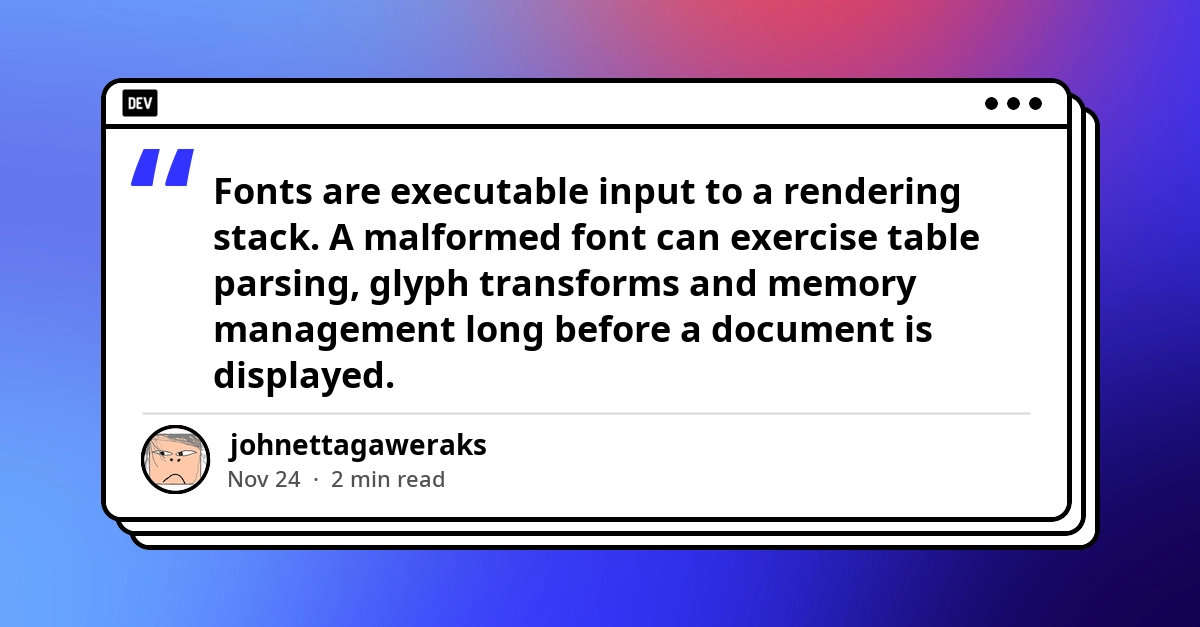 DEV
“
Fonts are executable input to a rendering
stack. A malformed font can exercise table
parsing, glyph transforms and memory
management long before a document is
displayed.
johnettagaweraks
Nov 24 · 2 min read